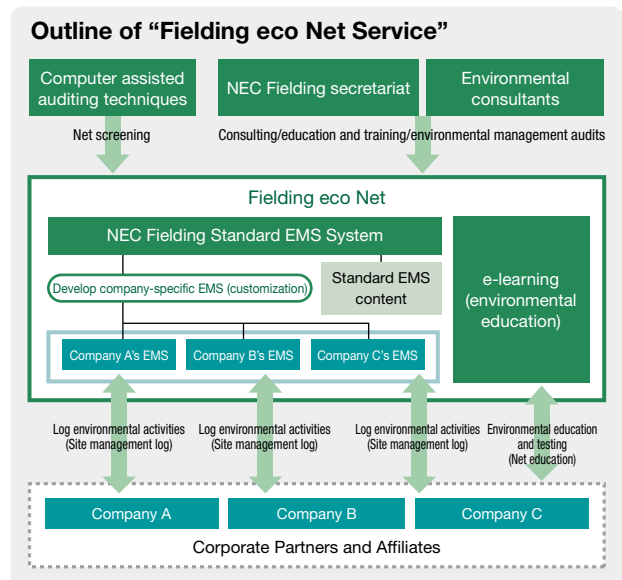 Outline of “Fielding eco Net Service”
Computer assisted
auditing techniques
NEC Fielding secretariat
Environmental
consultants
Net screening
Consulting/education and training/environmental management audits
Fielding eco Net
NEC Fielding Standard EMS System
Develop company-specific EMS (customization)
Standard EMS
content
e-learning
(environmental
education)
Company A’s EMS
Company B’s EMS
Company C’s EMS
Log environmental activities
(Site management log)
Log environmental activities
(Site management log)
Log environmental activities
(Site management log)
Environmental education
and testing
(Net education)
Company A
Company B
Company C
Corporate Partners and Affiliates